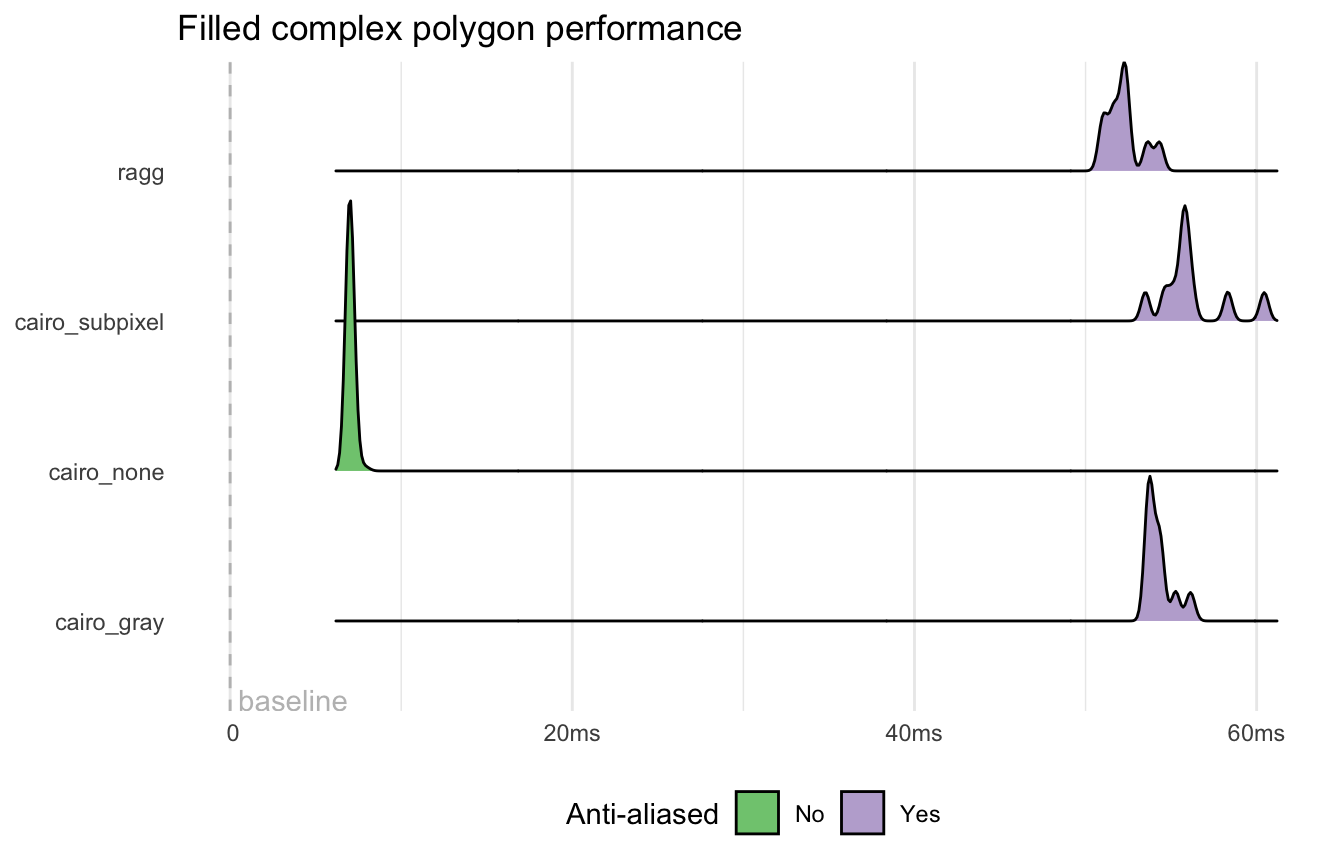 Filled complex polygon performance
ragg
cairo_subpixel
cairo_none
cairo_gray
baseline
0 20ms 40ms 60ms
Anti-aliased No Yes